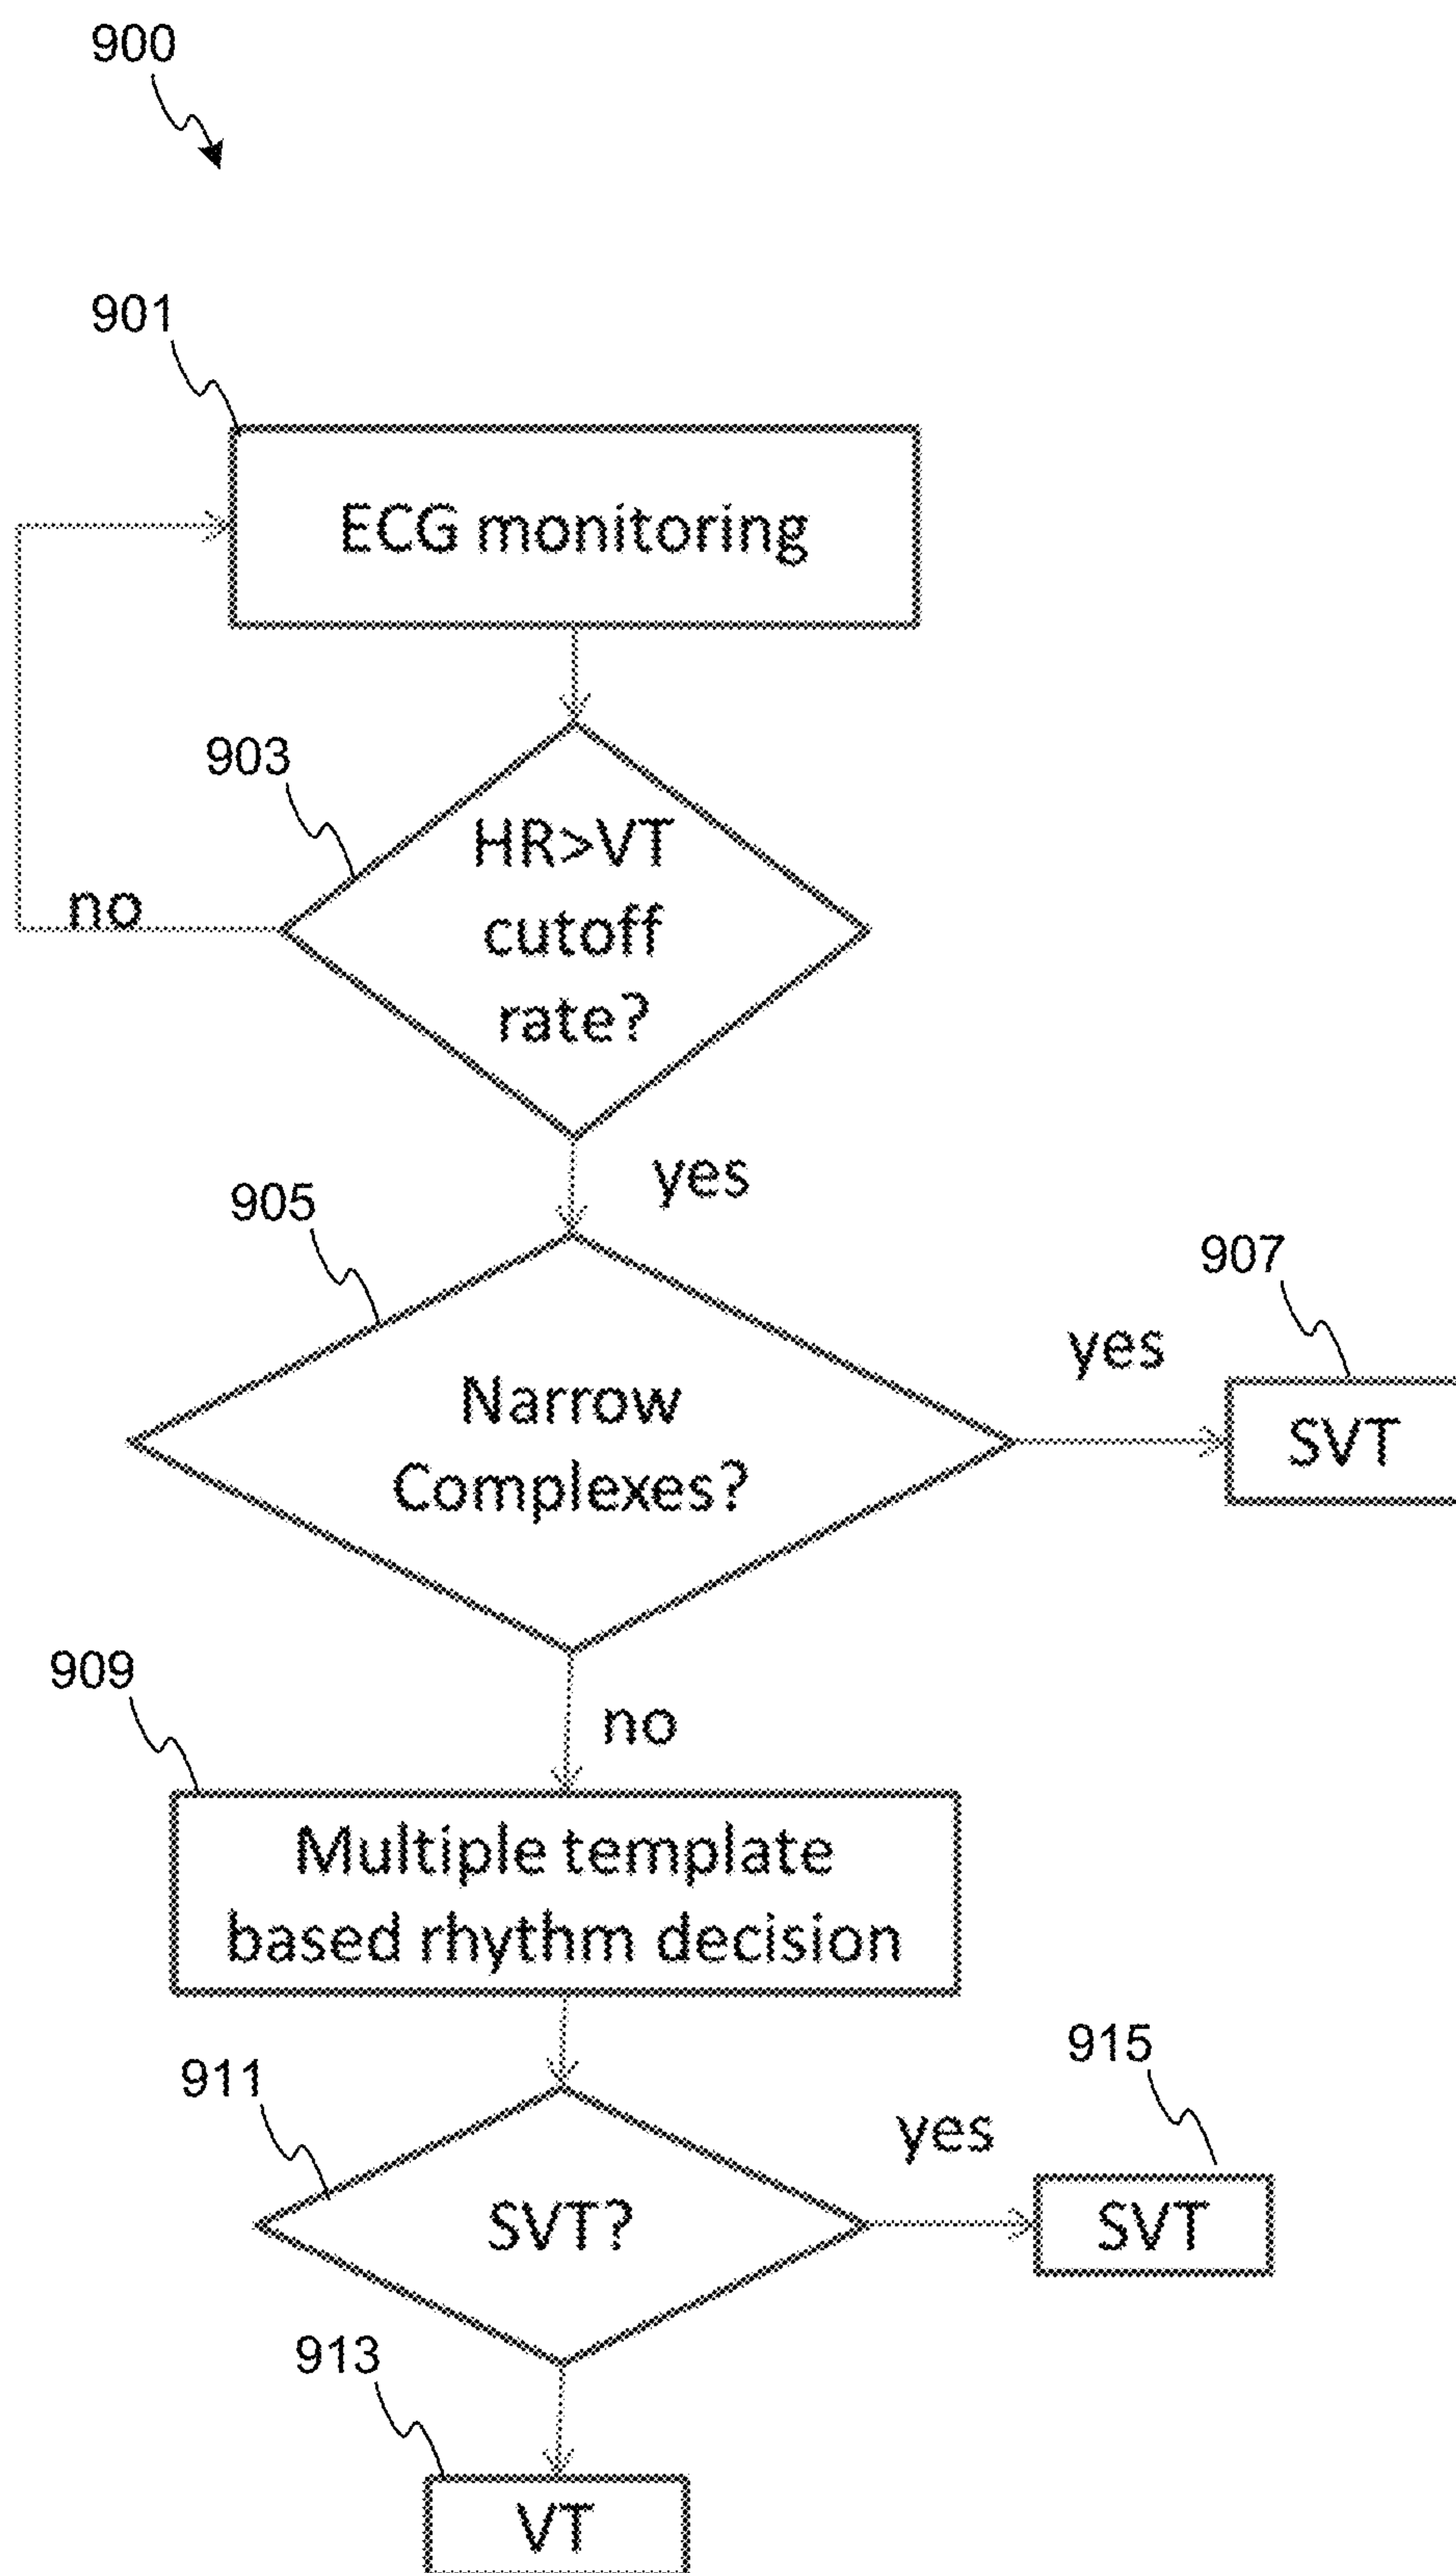 900
901
ECG monitoring
903
HR>VT
cutoff
rate?
no
yes
905
Narrow
Complexes?
yes
907
SVT
no
909
Multiple template
based rhythm decision
911
SVT?
yes
915
SVT
913
VT